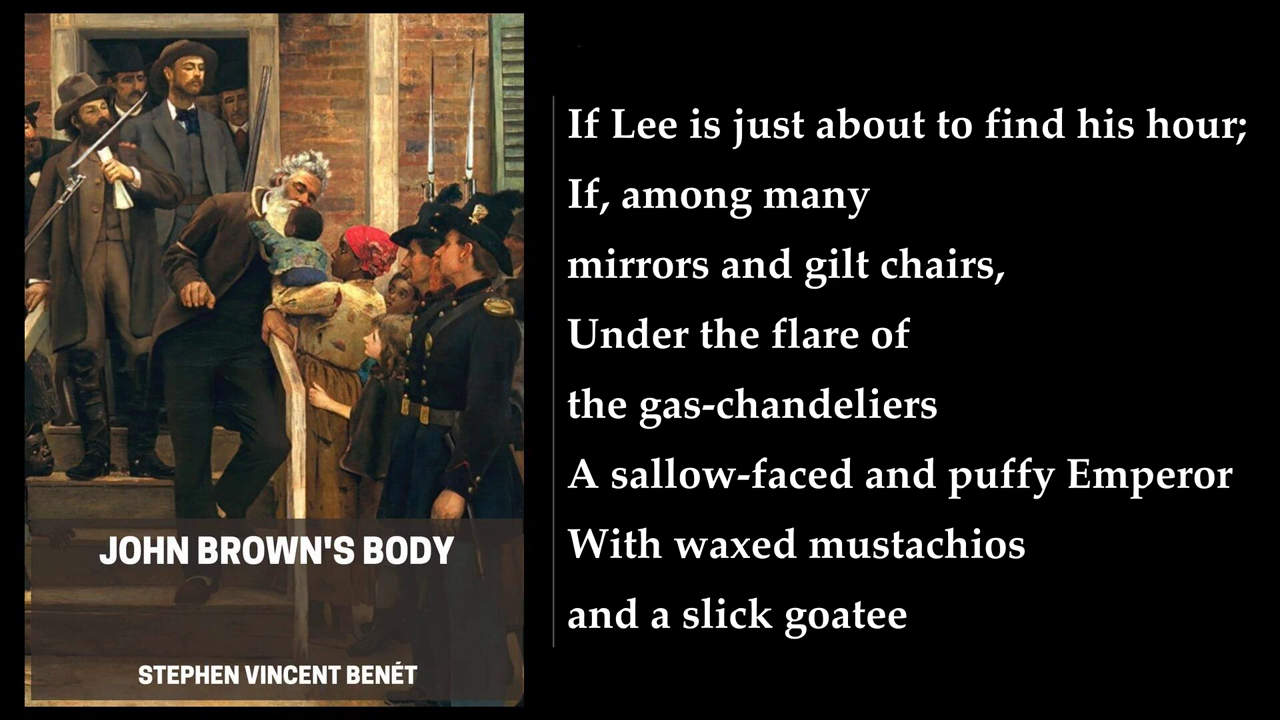 JOHN BROWN'S BODY
STEPHEN VINCENT BENÉT
If Lee is just about to find his hour;
If, among many
mirrors and gilt chairs,
Under the flare of
the gas-chandeliers
A sallow-faced and puffy Emperor
With waxed mustachios
and a slick goatee